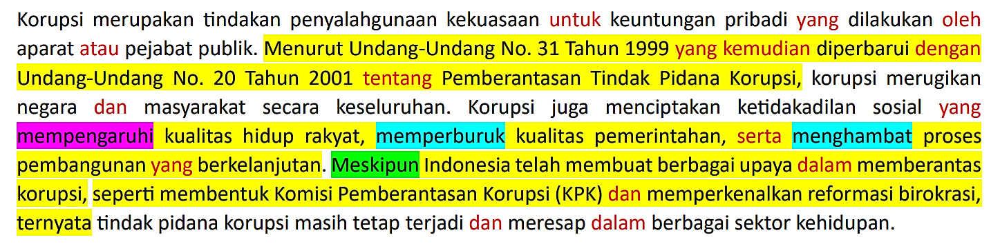 Korupsi merupakan tindakan penyalahgunaan kekuasaan untuk keuntungan pribadi yang dilakukan oleh
aparat atau pejabat publik. Menurut Undang-Undang No. 31 Tahun 1999 yang kemudian diperbarui dengan
Undang-Undang No. 20 Tahun 2001 tentang Pemberantasan Tindak Pidana Korupsi, korupsi merugikan
negara dan masyarakat secara keseluruhan. Korupsi juga menciptakan ketidakadilan sosial yang
mempengaruhi kualitas hidup rakyat, memperburuk kualitas pemerintahan, serta menghambat proses
pembangunan yang berkelanjutan. Meskipun Indonesia telah membuat berbagai upaya dalam memberantas
korupsi, seperti membentuk Komisi Pemberantasan Korupsi (KPK) dan memperkenalkan reformasi birokrasi,
ternyata tindak pidana korupsi masih tetap terjadi dan meresap dalam berbagai sektor kehidupan.